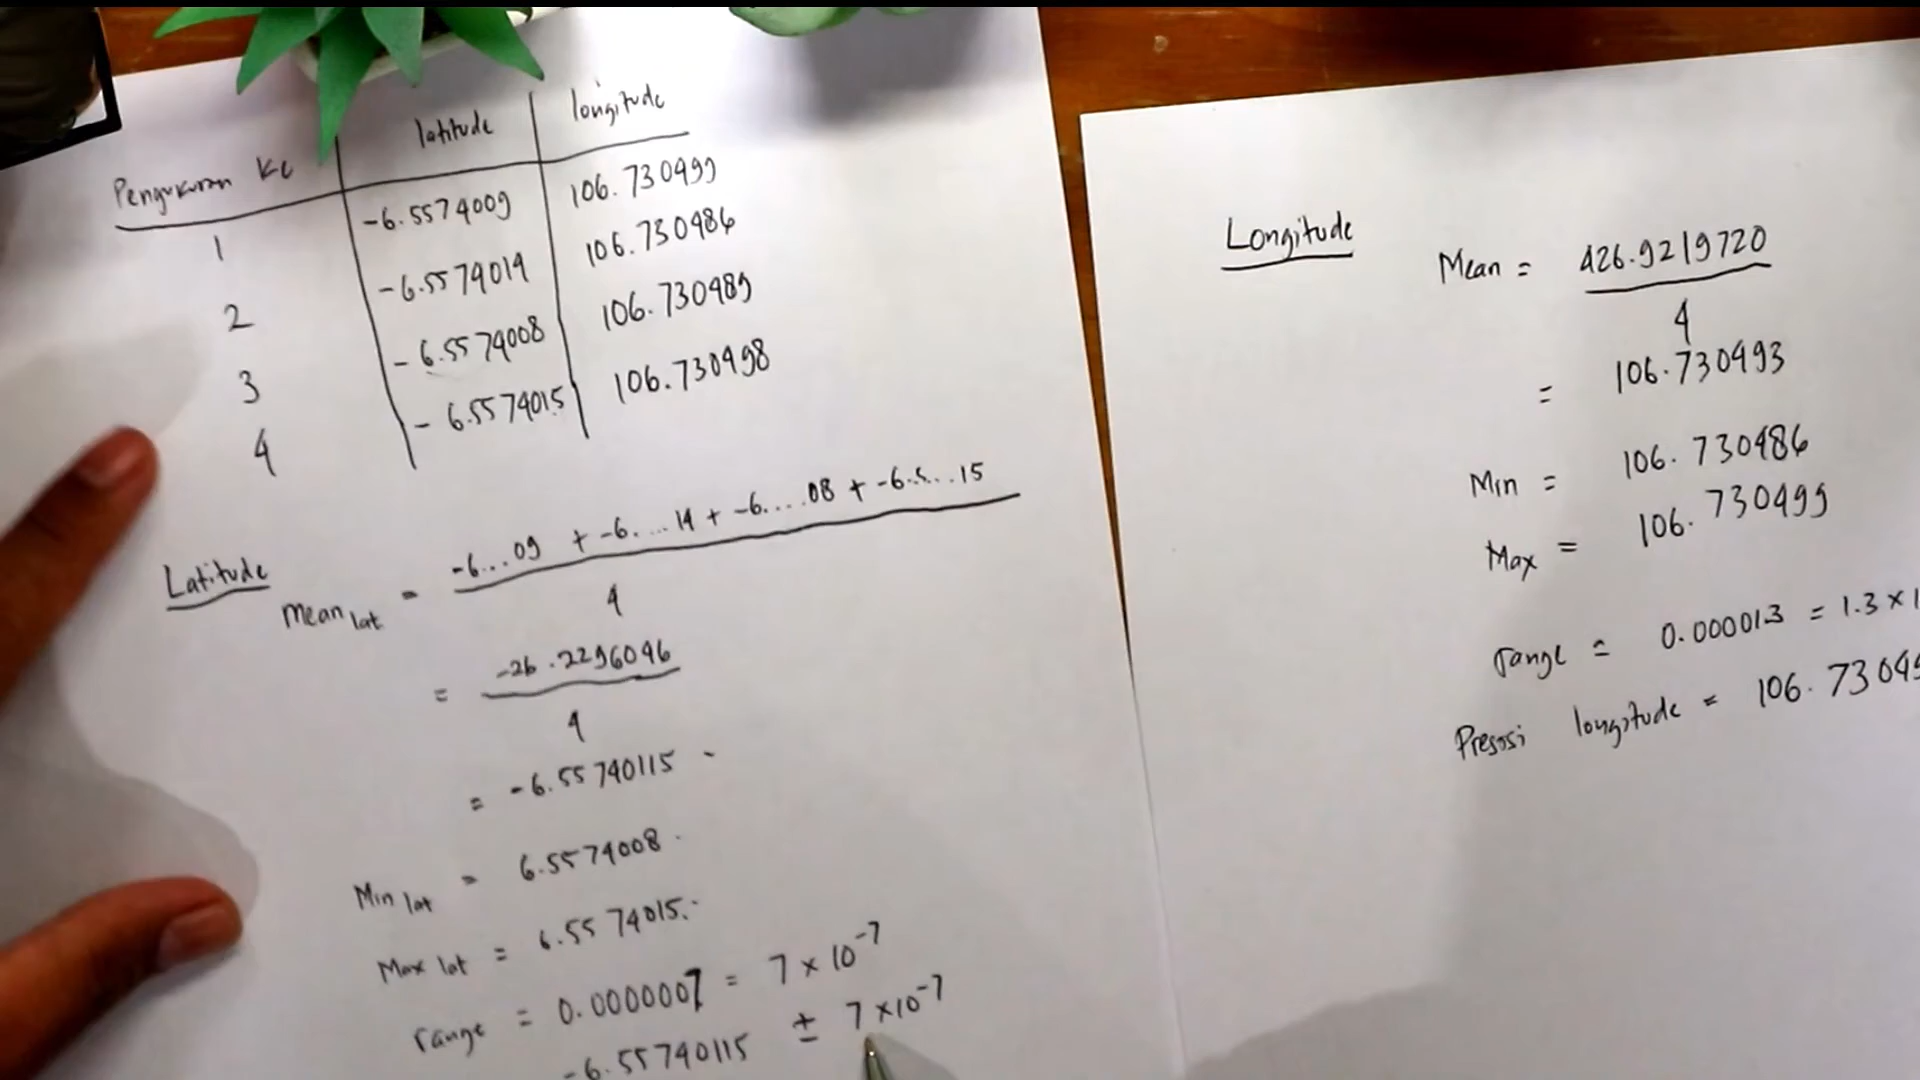 Pengukuran Ke latitude longitude
1 -6.5574009 106.730499
2 -6.5574014 106.730486
3 -6.5574008 106.730489
4 -6.5574015 106.730498
Latitude
Mean lat = -6...09 + -6....14 + -6....08 + -6.5...15
4
= -26.2296046
4
= -6.55740115
Min lat = 6.5574008
Max lat = 6.5574015
range = 0.0000007 = 7 × 10-7
-6.55740115 ± 7 ×10-7
Longitude
Mean = 426.9219720
4
= 106.730493
Min = 106.730486
Max = 106.730499
range = 0.000013 = 1.3 × 1
Presosi longitude = 106.7304